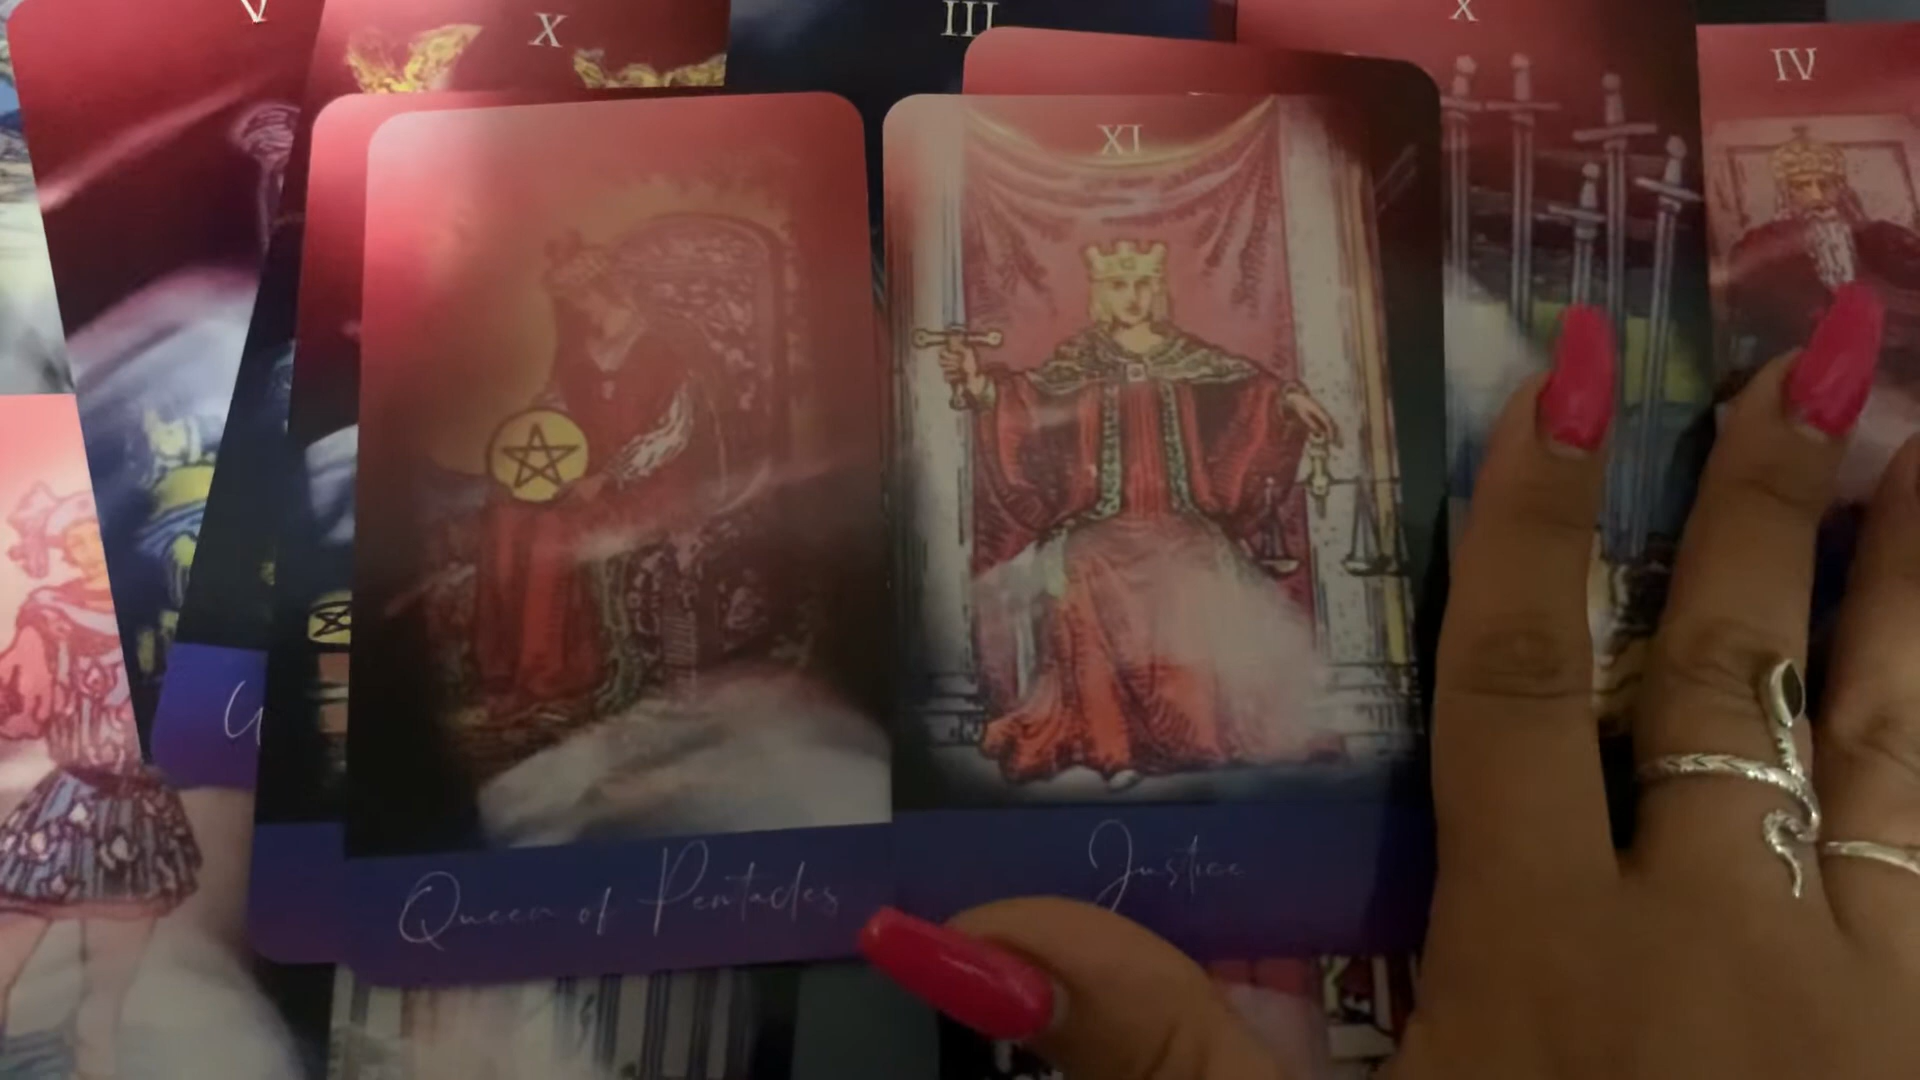 V
X
III
X
IV
XI
Queen of Pentacles
Justice